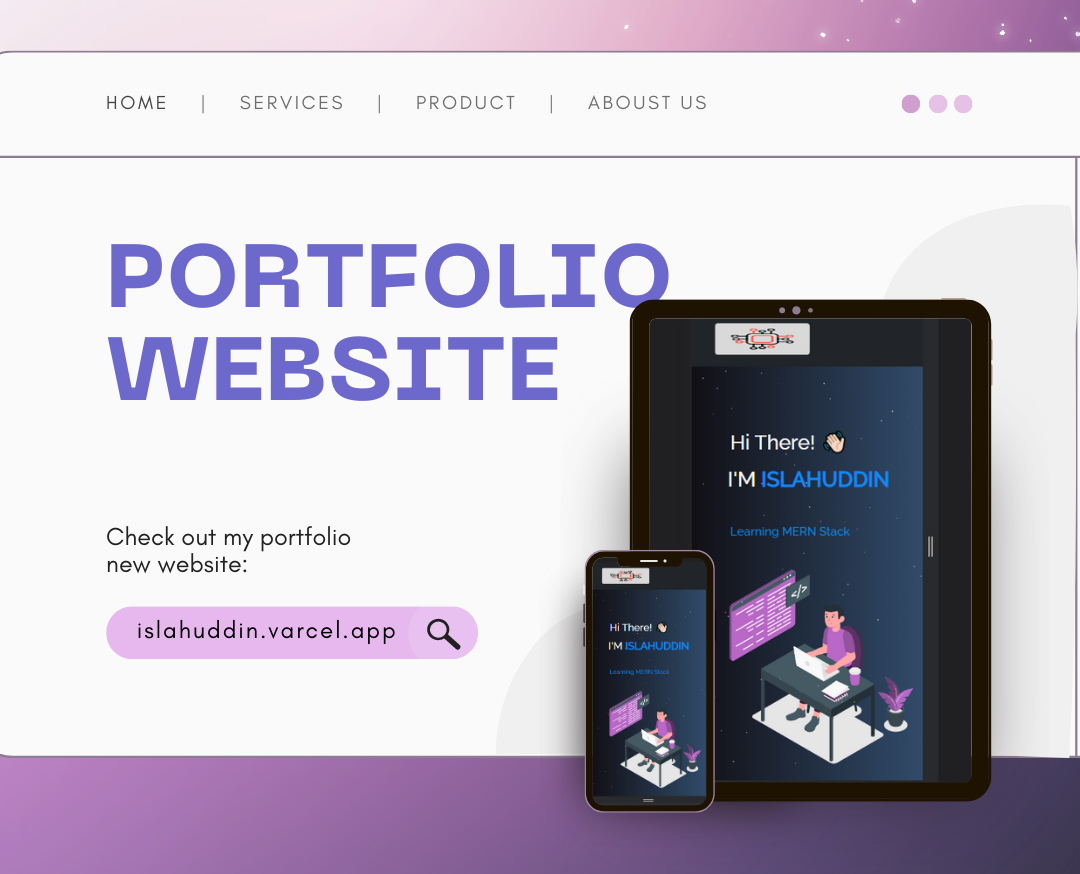 HOME | SERVICES | PRODUCT | ABOUST US
PORTFOLIO
WEBSITE
Check out my portfolio
new website:
islahuddin.varcel.app
Hi There!
I'M ISLAHUDDIN
Learning MERN Stack
</>
Hi There!
I'M ISLAHUDDIN
Learning MERN Stack
</>